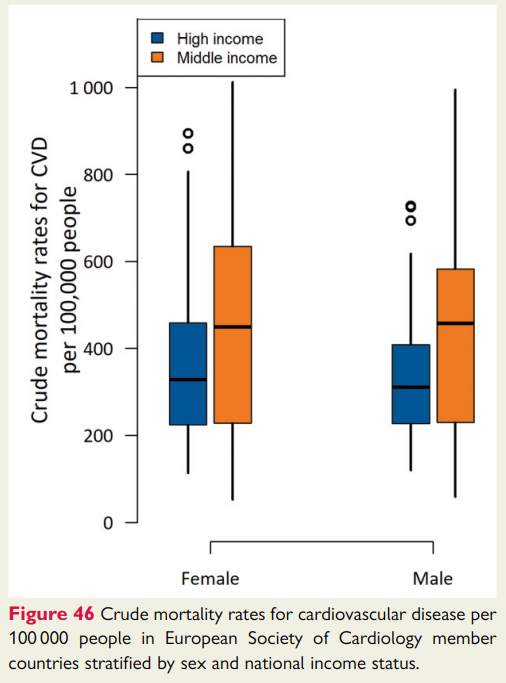 High income
Middle income
Crude mortality rates for CVD
per 100,000 people
1 000
800
600
400
200
0
Female
Male
Figure 46 Crude mortality rates for cardiovascular disease per
100 000 people in European Society of Cardiology member
countries stratified by sex and national income status.